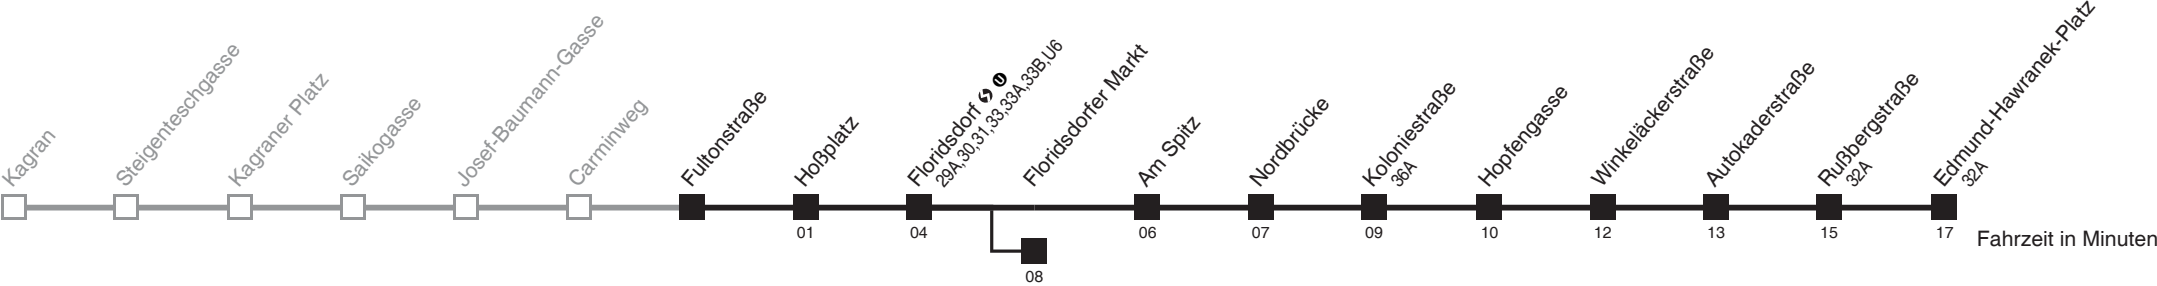 Kagran
Steigenteschgasse
Kagraner Platz
Saikogasse
Josef-Baumann-Gasse
Carminweg
Fultonstraße
Hoßplatz
Floridsdorf S U
29A,30,31,33,33A,33B,U6
Floridsdorfer Markt
Am Spitz
Nordbrücke
Koloniestraße
36A
Hopfengasse
Winkeläckerstraße
Autokaderstraße
Rußbergstraße
32A
Edmund-Hawranek-Platz
32A
01 04 06 07 09 10 12 13 15 17 Fahrzeit in Minuten
08